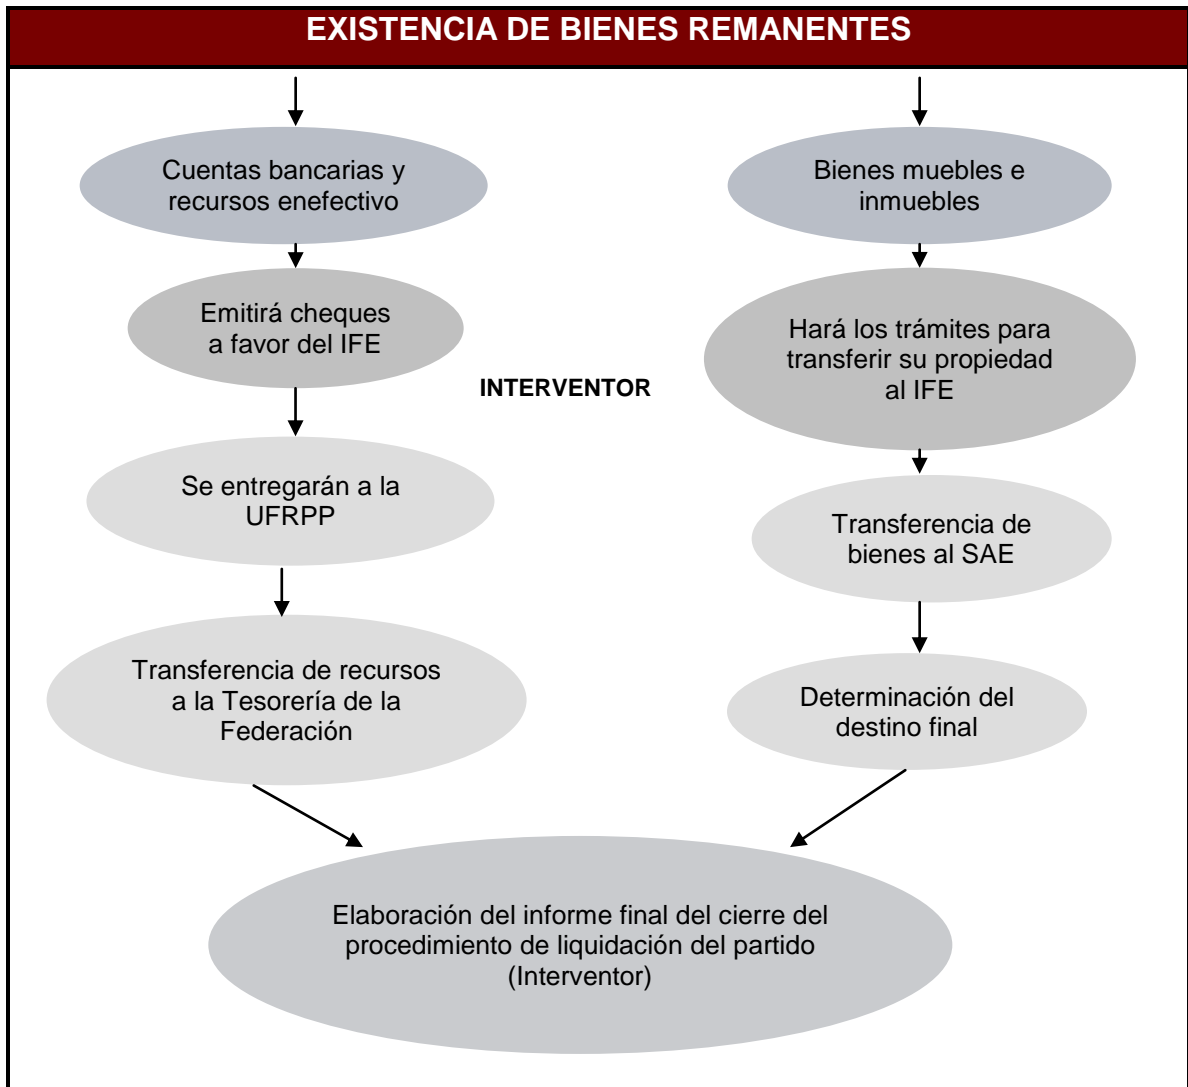 EXISTENCIA DE BIENES REMANENTES
Cuentas bancarias y
recursos enefectivo
Emitirá cheques
a favor del IFE
Se entregarán a la
UFRPP
Transferencia de recursos
a la Tesorería de la
Federación
INTERVENTOR
Bienes muebles e
inmuebles
Hará los trámites para
transferir su propiedad
al IFE
Transferencia de
bienes al SAE
Determinación del
destino final
Elaboración del informe final del cierre del
procedimiento de liquidación del partido
(Interventor)